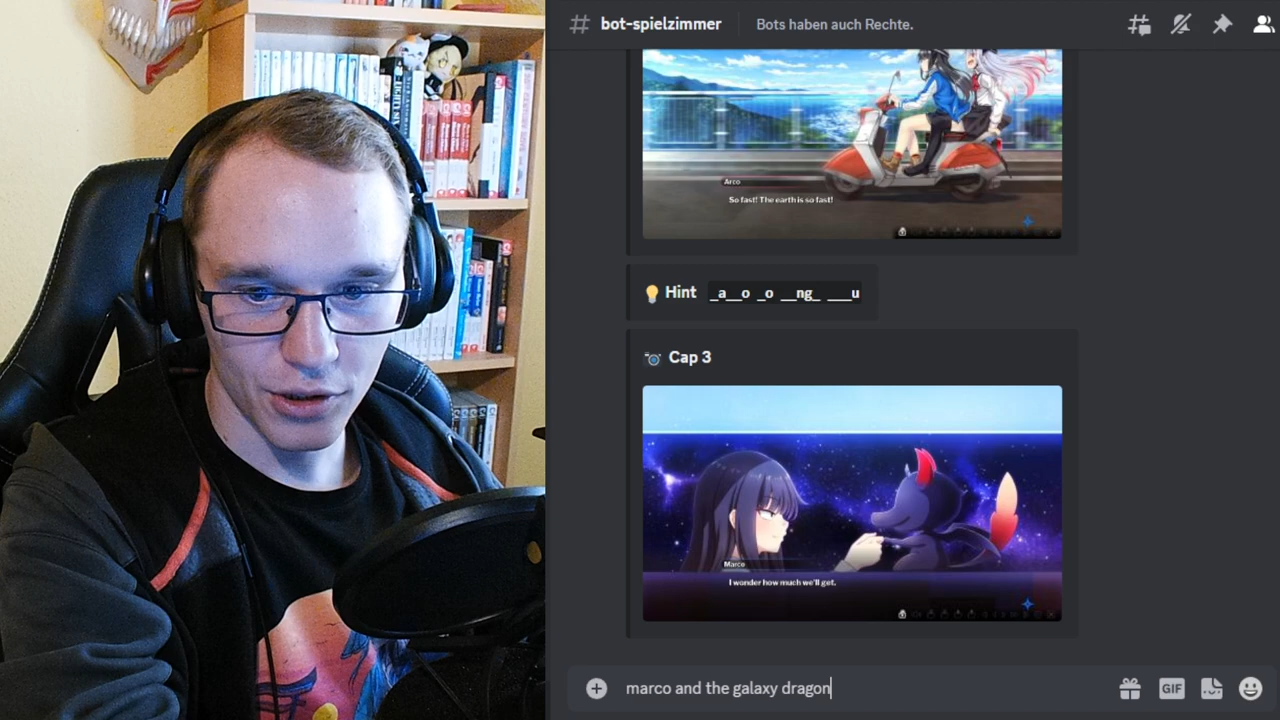 bot-spielzimmer
Bots haben auch Rechte.
Arco
So fast! The earth is so fast!
Hint _a__o _o __ng_ ___u
Cap 3
Marco
I wonder how much we'll get.
marco and the galaxy dragon
GIF